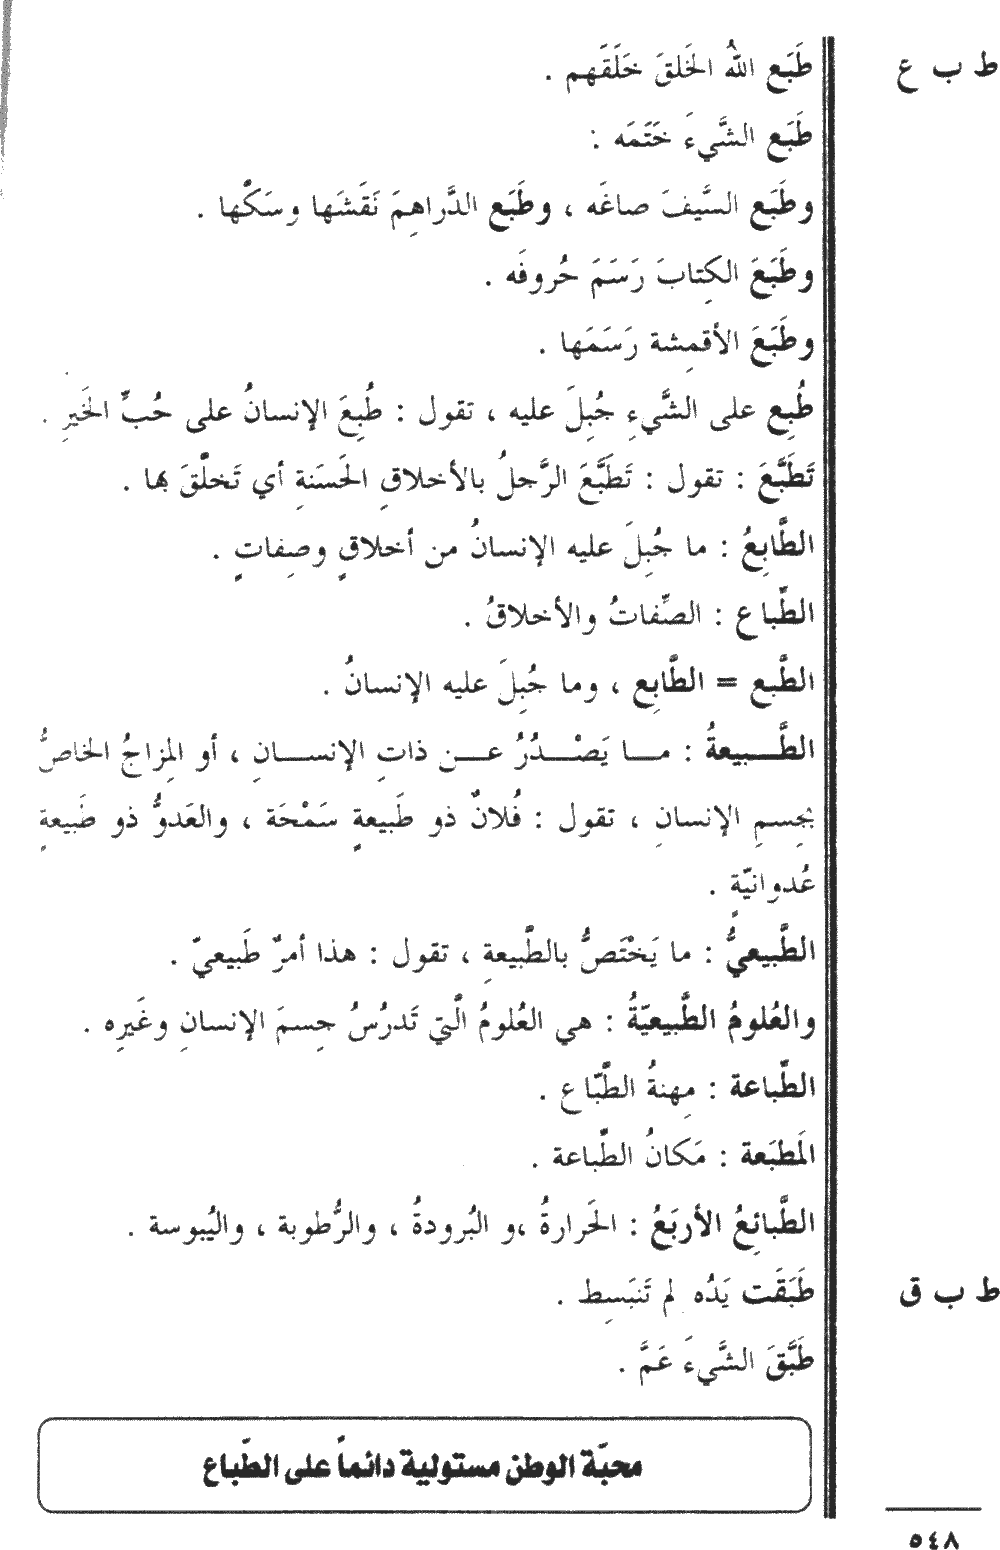 ط ب ع
طَبَع اللهُ الخَلقَ خَلَقَهم .
طَبَع الشَّيءَ خَتَمَه :
وطَبَع السَّيفَ صاغَه ، وطَبَع الدَّراهِمَ نَقَشَها وسَكّها .
وطَبَعَ الكِتابَ رَسَمَ حُروفَه .
وطَبَعَ الأقمِشة رَسَمَها .
طُبِع على الشَّيءِ جُبِلَ عليه ، تقول : طُبِعَ الإنسانُ على حُبِّ الخَيرِ .
تَطَبَّعَ : تقول : تَطَبَّعَ الرَّجلُ بالأخلاقِ الحَسَنةِ أي تَخلّقَ بها .
الطَّابِعُ : ما جُبِلَ عليه الإنسانُ من أخلاقٍ وصِفاتٍ .
الطِّباع : الصِّفاتُ والأخلاقُ .
الطَّبع = الطَّابِع ، وما جُبِلَ عليه الإنسانُ .
الطَّـبيعةُ : مـا يَصْـدُرُ عـن ذاتِ الإنسـانِ ، أو المِزاجُ الخاصُّ
بجِسمِ الإنسانِ ، تقول : فُلانٌ ذو طَبيعةٍ سَمْحَة ، والعَدوُّ ذو طَبيعةٍ
عُدوانيّةٍ .
الطَّبيعيُّ : ما يَخْتَصُّ بالطَّبيعةِ ، تقول : هذا أمرٌ طَبيعيّ .
والعُلومُ الطَّبيعيّةُ : هي العُلومُ الَّتي تَدرُسُ جِسمَ الإنسانِ وغَيرِه .
الطِّباعة : مِهنةُ الطَّبّاع .
المَطبَعة : مَكانُ الطِّباعة .
الطَّبائِعُ الأربَعُ : الحَرارةُ ،و البُرودةُ ، والرُّطوبة ، واليُبوسة .
ط ب ق
طَبَقَت يَدُه لم تَنبَسِط .
طَبَّقَ الشَّيءَ عَمَّ .
محبّة الوطن مستولية دائماً على الطّباع
٥٤٨